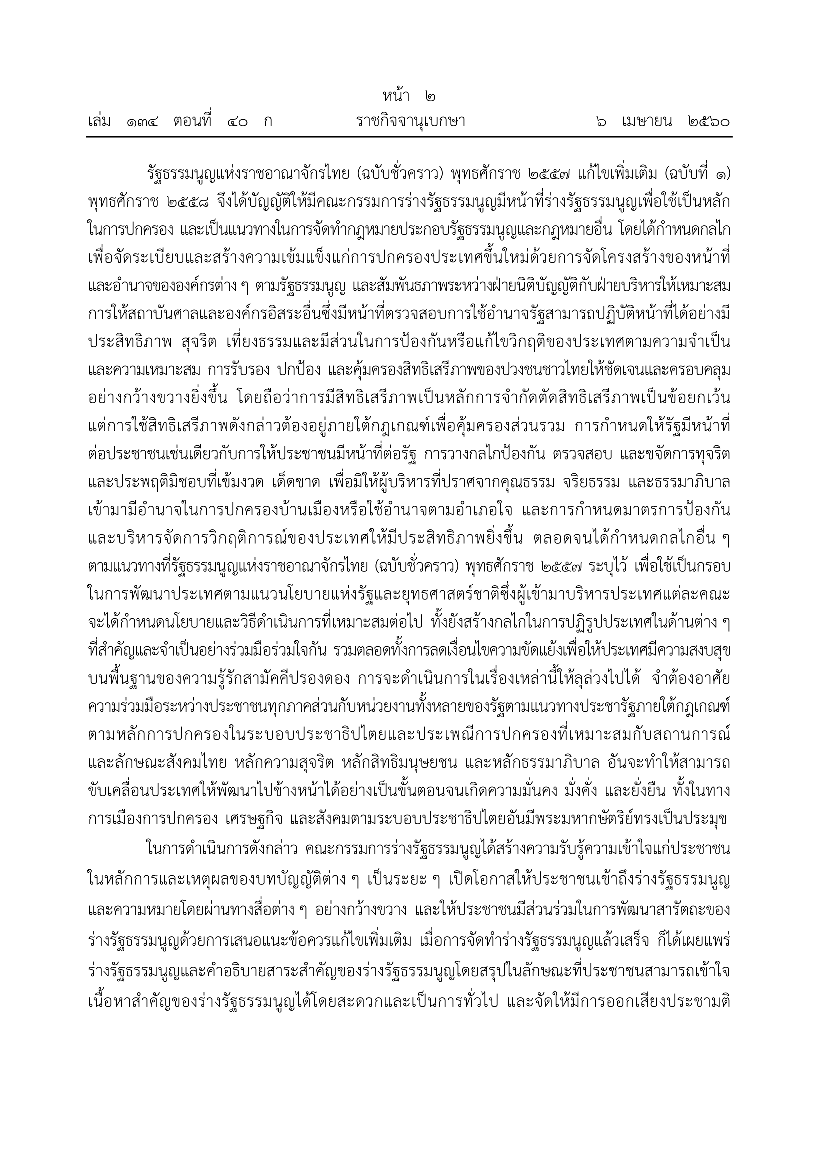 หน้า ๒
เล่ม ๑๓๔ ตอนที่ ๔๐ ก ราชกิจจานุเบกษา ๖ เมษายน ๒๕๖๐
รัฐธรรมนูญแห่งราชอาณาจักรไทย (ฉบับชั่วคราว) พุทธศักราช ๒๕๕๗ แก้ไขเพิ่มเติม (ฉบับที่ ๑)
พุทธศักราช ๒๕๕๘ จึงได้บัญญัติให้มีคณะกรรมการร่างรัฐธรรมนูญมีหน้าที่ร่างรัฐธรรมนูญเพื่อใช้เป็นหลัก
ในการปกครอง และเป็นแนวทางในการจัดทำกฎหมายประกอบรัฐธรรมนูญและกฎหมายอื่น โดยได้กำหนดกลไก
เพื่อจัดระเบียบและสร้างความเข้มแข็งแก่การปกครองประเทศขึ้นใหม่ด้วยการจัดโครงสร้างของหน้าที่
และอำนาจขององค์กรต่าง ๆ ตามรัฐธรรมนูญ และสัมพันธภาพระหว่างฝ่ายนิติบัญญัติกับฝ่ายบริหารให้เหมาะสม
การให้สถาบันศาลและองค์กรอิสระอื่นซึ่งมีหน้าที่ตรวจสอบการใช้อำนาจรัฐสามารถปฏิบัติหน้าที่ได้อย่างมี
ประสิทธิภาพ สุจริต เที่ยงธรรมและมีส่วนในการป้องกันหรือแก้ไขวิกฤติของประเทศตามความจำเป็น
และความเหมาะสม การรับรอง ปกป้อง และคุ้มครองสิทธิเสรีภาพของปวงชนชาวไทยให้ชัดเจนและครอบคลุม
อย่างกว้างขวางยิ่งขึ้น โดยถือว่าการมีสิทธิเสรีภาพเป็นหลักการจำกัดตัดสิทธิเสรีภาพเป็นข้อยกเว้น
แต่การใช้สิทธิเสรีภาพดังกล่าวต้องอยู่ภายใต้กฎเกณฑ์เพื่อคุ้มครองส่วนรวม การกำหนดให้รัฐมีหน้าที่
ต่อประชาชนเช่นเดียวกับการให้ประชาชนมีหน้าที่ต่อรัฐ การวางกลไกป้องกัน ตรวจสอบ และขจัดการทุจริต
และประพฤติมิชอบที่เข้มงวด เด็ดขาด เพื่อมิให้ผู้บริหารที่ปราศจากคุณธรรม จริยธรรม และธรรมาภิบาล
เข้ามามีอำนาจในการปกครองบ้านเมืองหรือใช้อำนาจตามอำเภอใจ และการกำหนดมาตรการป้องกัน
และบริหารจัดการวิกฤติการณ์ของประเทศให้มีประสิทธิภาพยิ่งขึ้น ตลอดจนได้กำหนดกลไกอื่น ๆ
ตามแนวทางที่รัฐธรรมนูญแห่งราชอาณาจักรไทย (ฉบับชั่วคราว) พุทธศักราช ๒๕๕๗ ระบุไว้ เพื่อใช้เป็นกรอบ
ในการพัฒนาประเทศตามแนวนโยบายแห่งรัฐและยุทธศาสตร์ชาติซึ่งผู้เข้ามาบริหารประเทศแต่ละคณะ
จะได้กำหนดนโยบายและวิธีดำเนินการที่เหมาะสมต่อไป ทั้งยังสร้างกลไกในการปฏิรูปประเทศในด้านต่าง ๆ
ที่สำคัญและจำเป็นอย่างร่วมมือร่วมใจกัน รวมตลอดทั้งการลดเงื่อนไขความขัดแย้งเพื่อให้ประเทศมีความสงบสุข
บนพื้นฐานของความรู้รักสามัคคีปรองดอง การจะดำเนินการในเรื่องเหล่านี้ให้ลุล่วงไปได้ จำต้องอาศัย
ความร่วมมือระหว่างประชาชนทุกภาคส่วนกับหน่วยงานทั้งหลายของรัฐตามแนวทางประชารัฐภายใต้กฎเกณฑ์
ตามหลักการปกครองในระบอบประชาธิปไตยและประเพณีการปกครองที่เหมาะสมกับสถานการณ์
และลักษณะสังคมไทย หลักความสุจริต หลักสิทธิมนุษยชน และหลักธรรมาภิบาล อันจะทำให้สามารถ
ขับเคลื่อนประเทศให้พัฒนาไปข้างหน้าได้อย่างเป็นขั้นตอนจนเกิดความมั่นคง มั่งคั่ง และยั่งยืน ทั้งในทาง
การเมืองการปกครอง เศรษฐกิจ และสังคมตามระบอบประชาธิปไตยอันมีพระมหากษัตริย์ทรงเป็นประมุข
ในการดำเนินการดังกล่าว คณะกรรมการร่างรัฐธรรมนูญได้สร้างความรับรู้ความเข้าใจแก่ประชาชน
ในหลักการและเหตุผลของบทบัญญัติต่าง ๆ เป็นระยะ ๆ เปิดโอกาสให้ประชาชนเข้าถึงร่างรัฐธรรมนูญ
และความหมายโดยผ่านทางสื่อต่าง ๆ อย่างกว้างขวาง และให้ประชาชนมีส่วนร่วมในการพัฒนาสารัตถะของ
ร่างรัฐธรรมนูญด้วยการเสนอแนะข้อควรแก้ไขเพิ่มเติม เมื่อการจัดทำร่างรัฐธรรมนูญแล้วเสร็จ ก็ได้เผยแพร่
ร่างรัฐธรรมนูญและคำอธิบายสาระสำคัญของร่างรัฐธรรมนูญโดยสรุปในลักษณะที่ประชาชนสามารถเข้าใจ
เนื้อหาสำคัญของร่างรัฐธรรมนูญได้โดยสะดวกและเป็นการทั่วไป และจัดให้มีการออกเสียงประชามติ